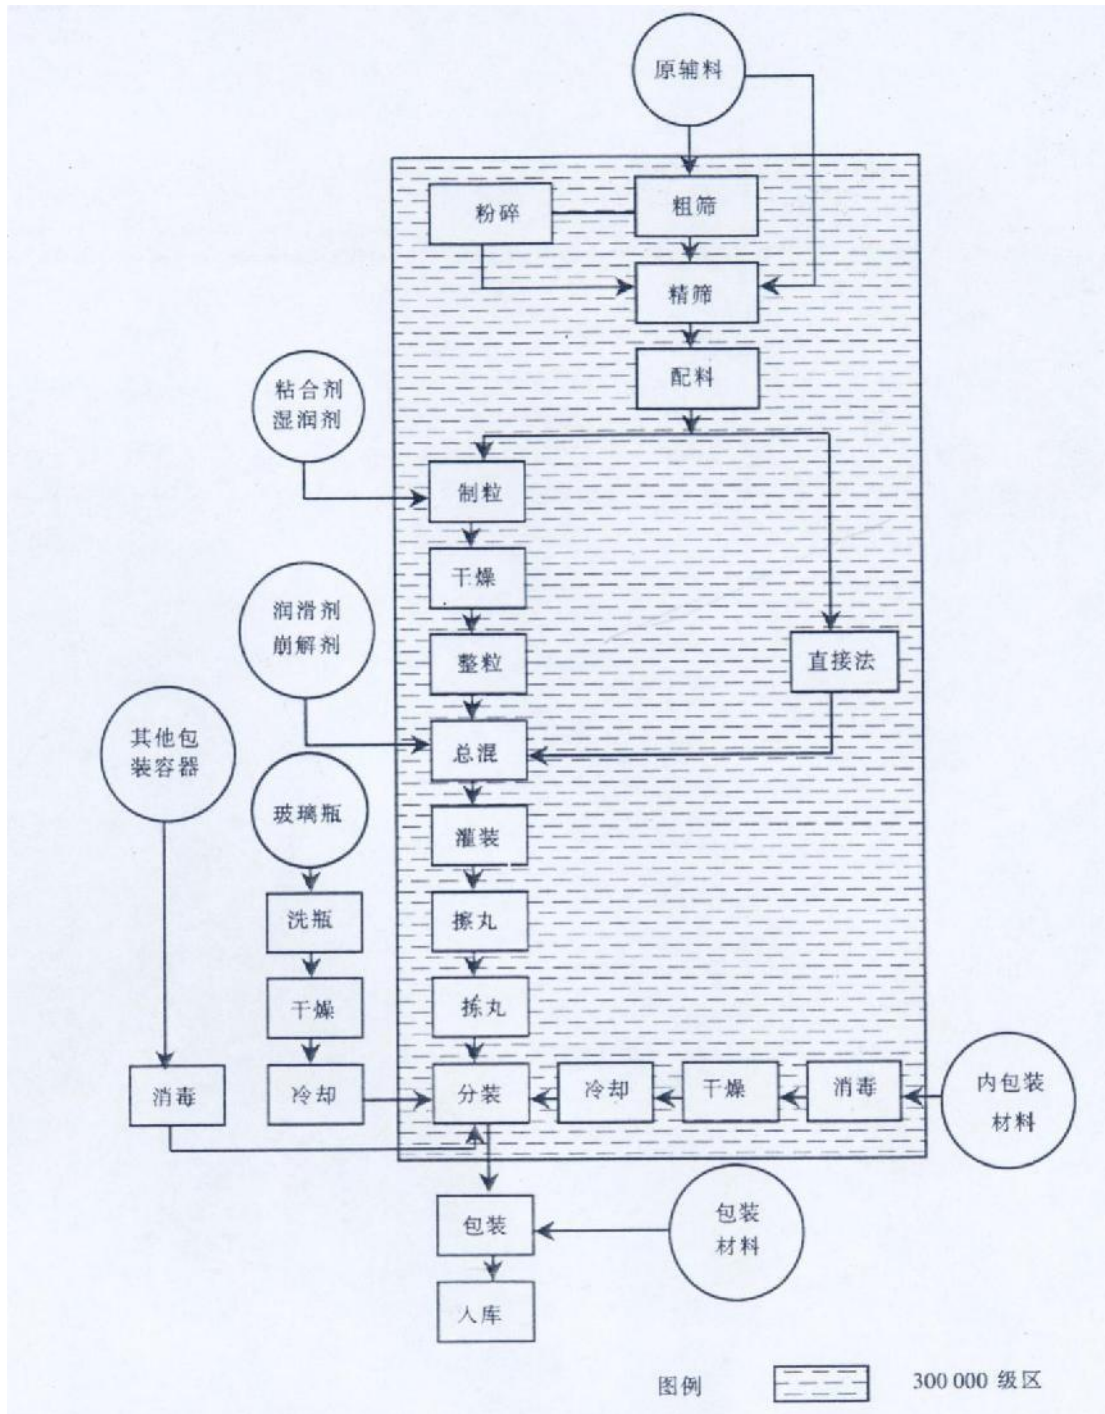 原辅料
粉碎
粗筛
精筛
配料
粘合剂
湿润剂
制粒
干燥
润滑剂
崩解剂
整粒
直接法
其他包
装容器
总混
玻璃瓶
灌装
洗瓶
擦丸
干燥
拣丸
消毒
冷却
分装
冷却
干燥
消毒
内包装
材料
包装
包装
材料
入库
图例
300 000 级区